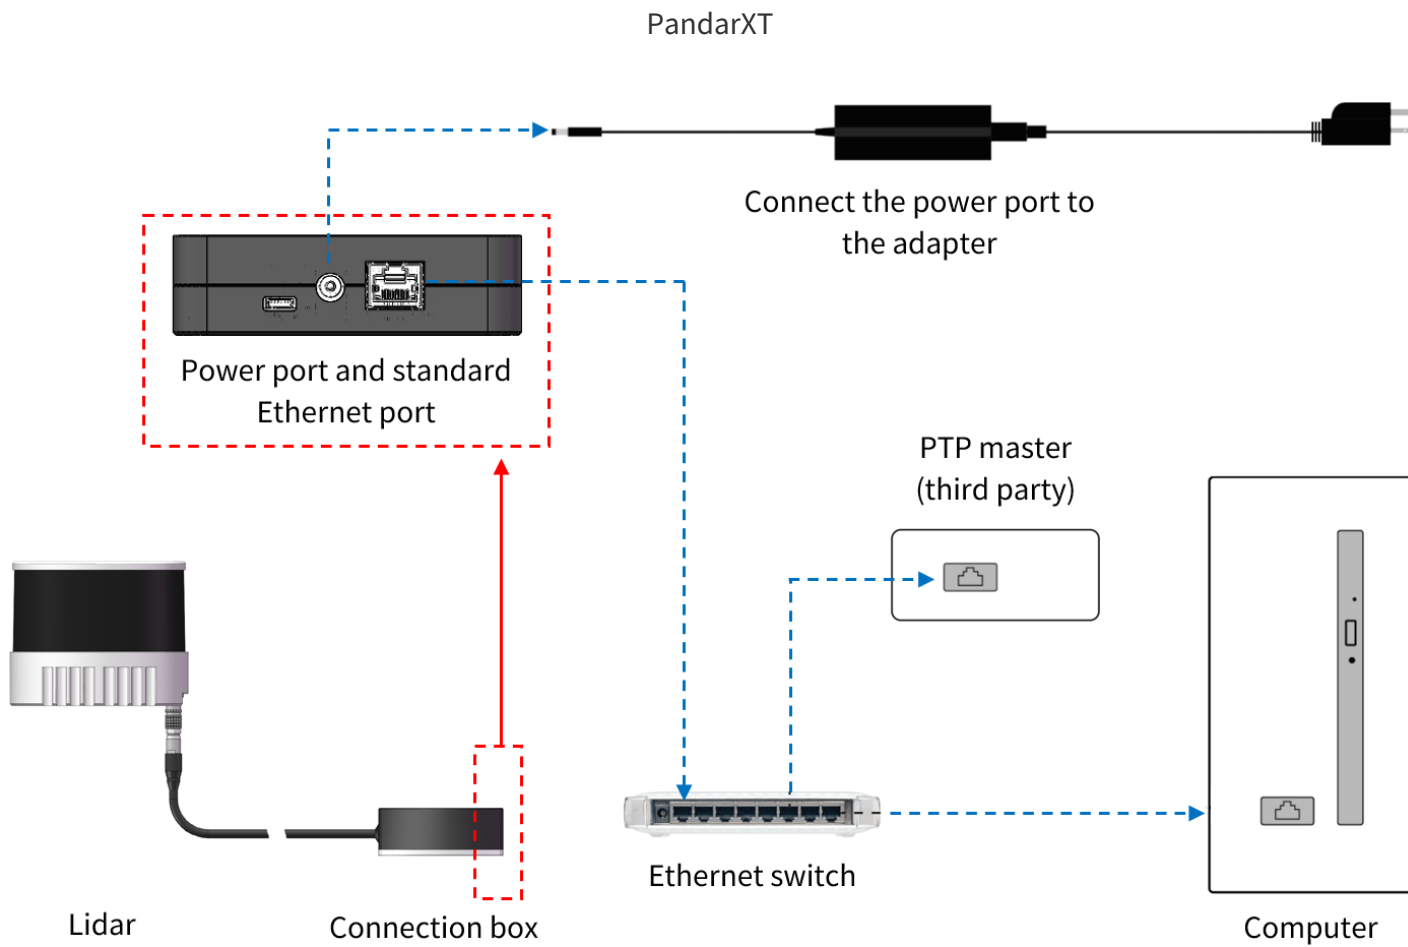 PandarXT
Connect the power port to
the adapter
Power port and standard
Ethernet port
PTP master
(third party)
Ethernet switch
Lidar
Connection box
Computer